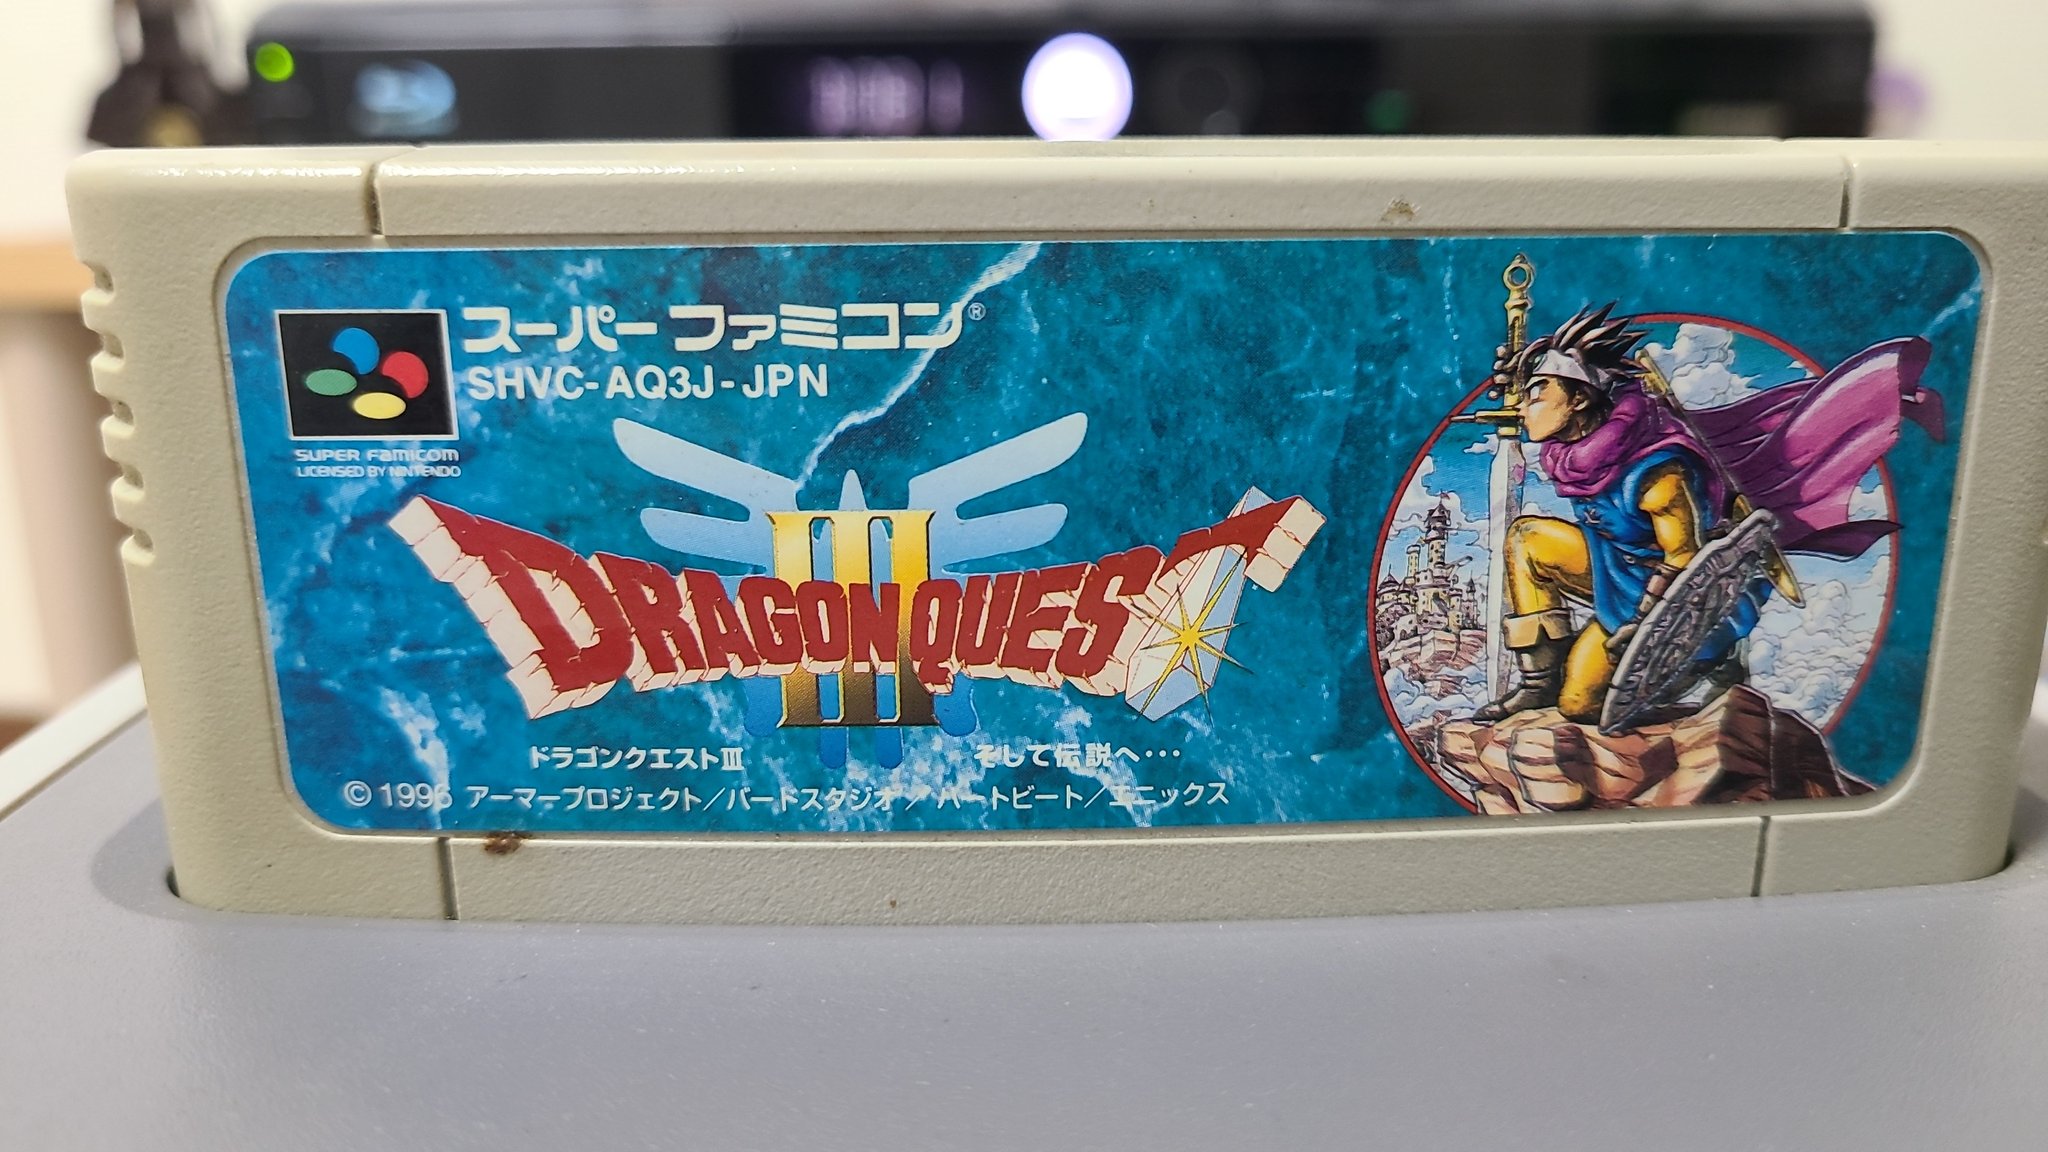 スーパーファミコン®
SHVC-AQ3J-JPN
SUPER FAMICOM
LICENSED BY NINTENDO
III
DRAGON QUEST
ドラゴンクエストIII そして伝説へ・・・
© 1996 アーマープロジェクト/バードスタジオ/ハートビート/エニックス